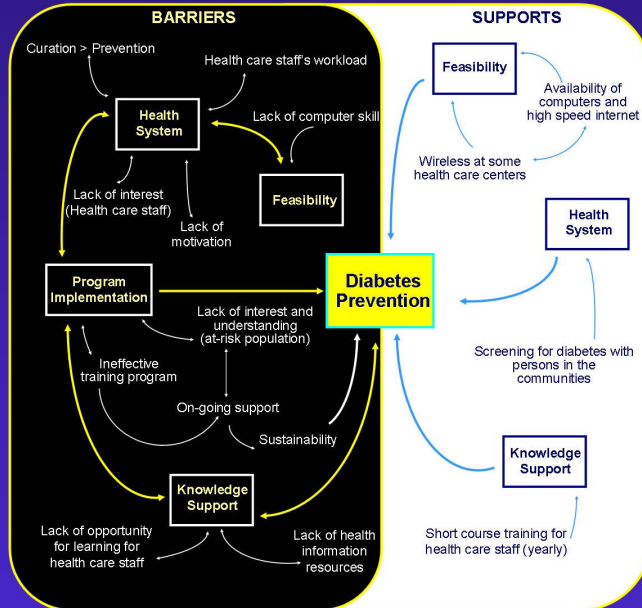 BARRIERS
Curation > Prevention
Health care staff's workload
Health
System
Lack of computer skill
Feasibility
Lack of interest
(Health care staff)
Lack of
motivation
Program
Implementation
Lack of interest and
understanding
(at-risk population)
Ineffective
training program
On-going support
Sustainability
Knowledge
Support
Lack of opportunity
for learning for
health care staff
Lack of health
information
resources
Diabetes
Prevention
SUPPORTS
Feasibility
Availability of
computers and
high speed internet
Wireless at some
health care centers
Health
System
Screening for diabetes with
persons in the
communities
Knowledge
Support
Short course training for
health care staff (yearly)